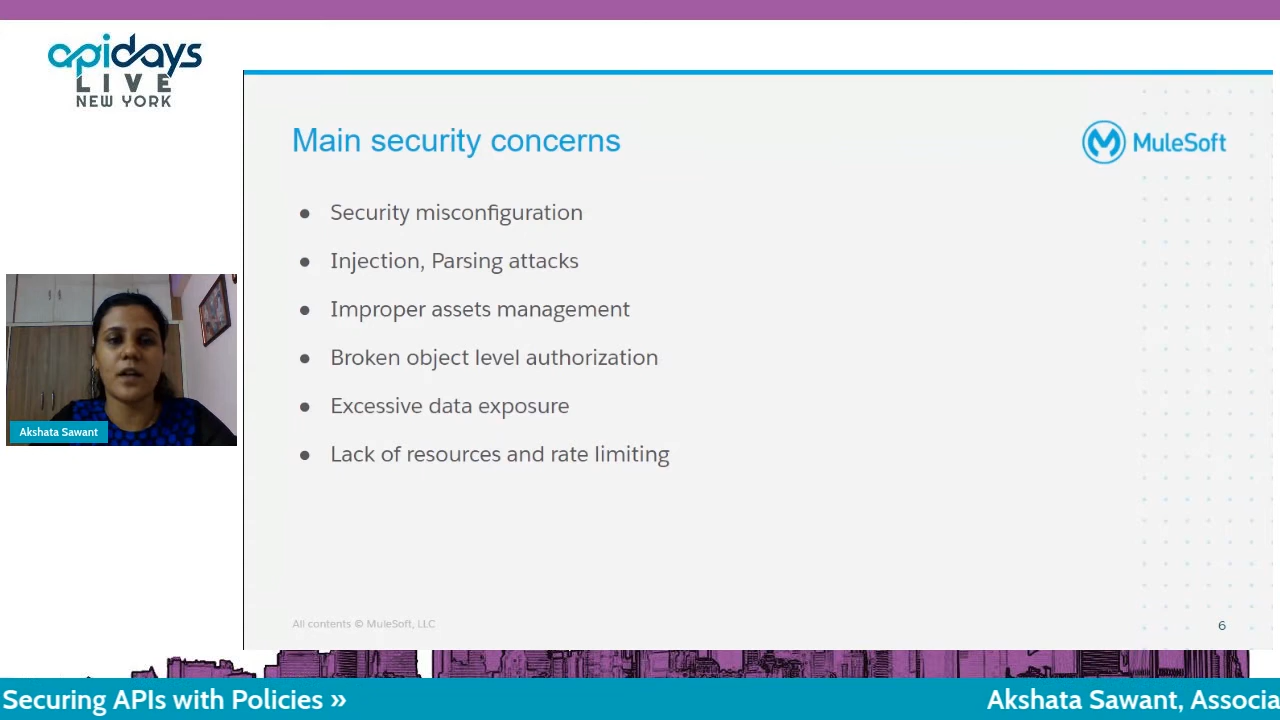 apidays
LIVE
NEW YORK
Main security concerns
MuleSoft
● Security misconfiguration
● Injection, Parsing attacks
● Improper assets management
● Broken object level authorization
● Excessive data exposure
● Lack of resources and rate limiting
Akshata Sawant
All contents © MuleSoft, LLC
6
Securing APIs with Policies »
Akshata Sawant, Associa